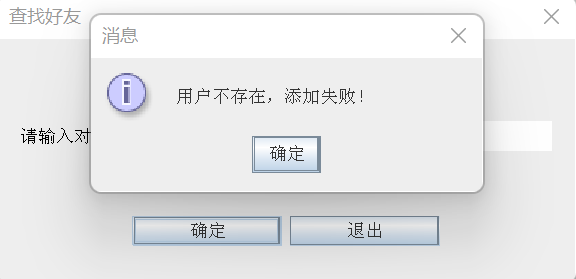 查找好友
消息
用户不存在，添加失败！
请输入对
确定
确定
退出